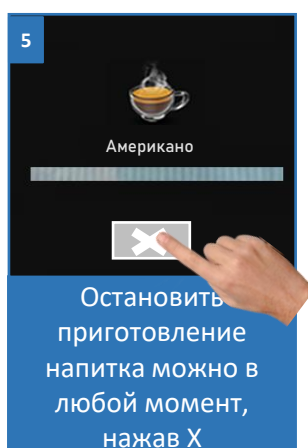 5
Американо
Остановить
приготовление
напитка можно в
любой момент,
нажав X